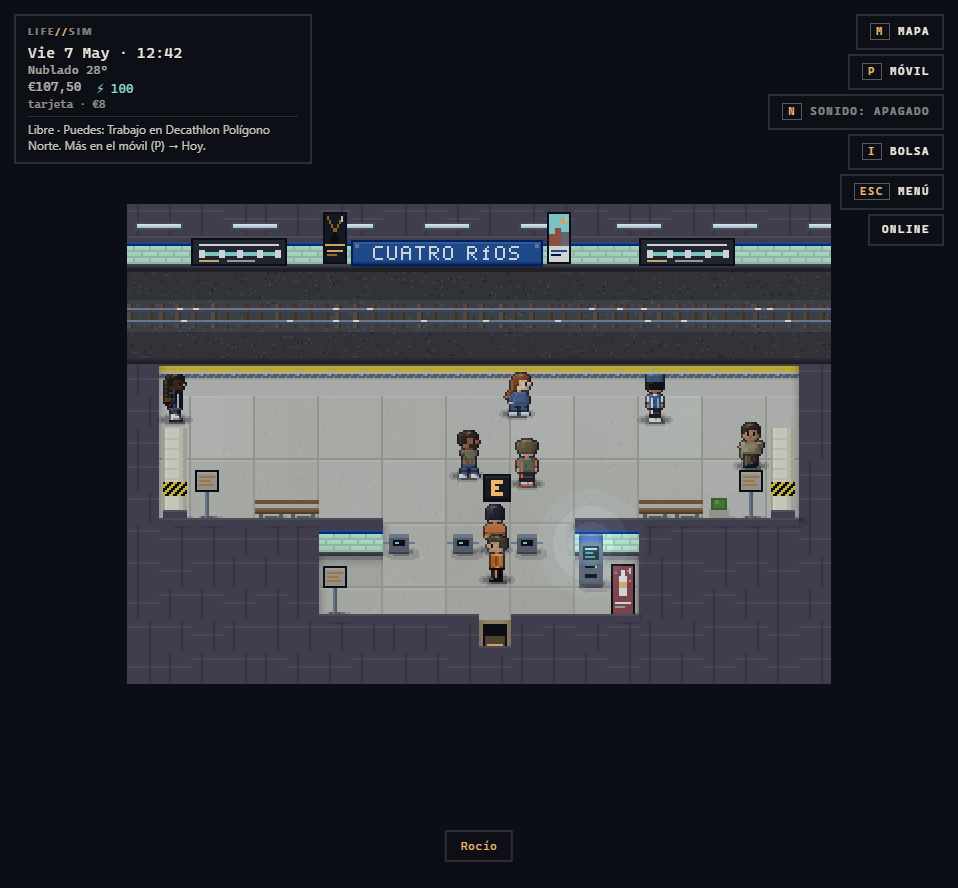 LIFE//SIM
Vie 7 May · 12:42
Nublado 28º
€107,50 ⚡ 100
tarjeta · €8
Libre · Puedes: Trabajo en Decathlon Polígono
Norte. Más en el móvil (P) → Hoy.
M MAPA
P MÓVIL
N SONIDO: APAGADO
I BOLSA
ESC MENÚ
ONLINE
CUATRO RíOS
E
Rocío